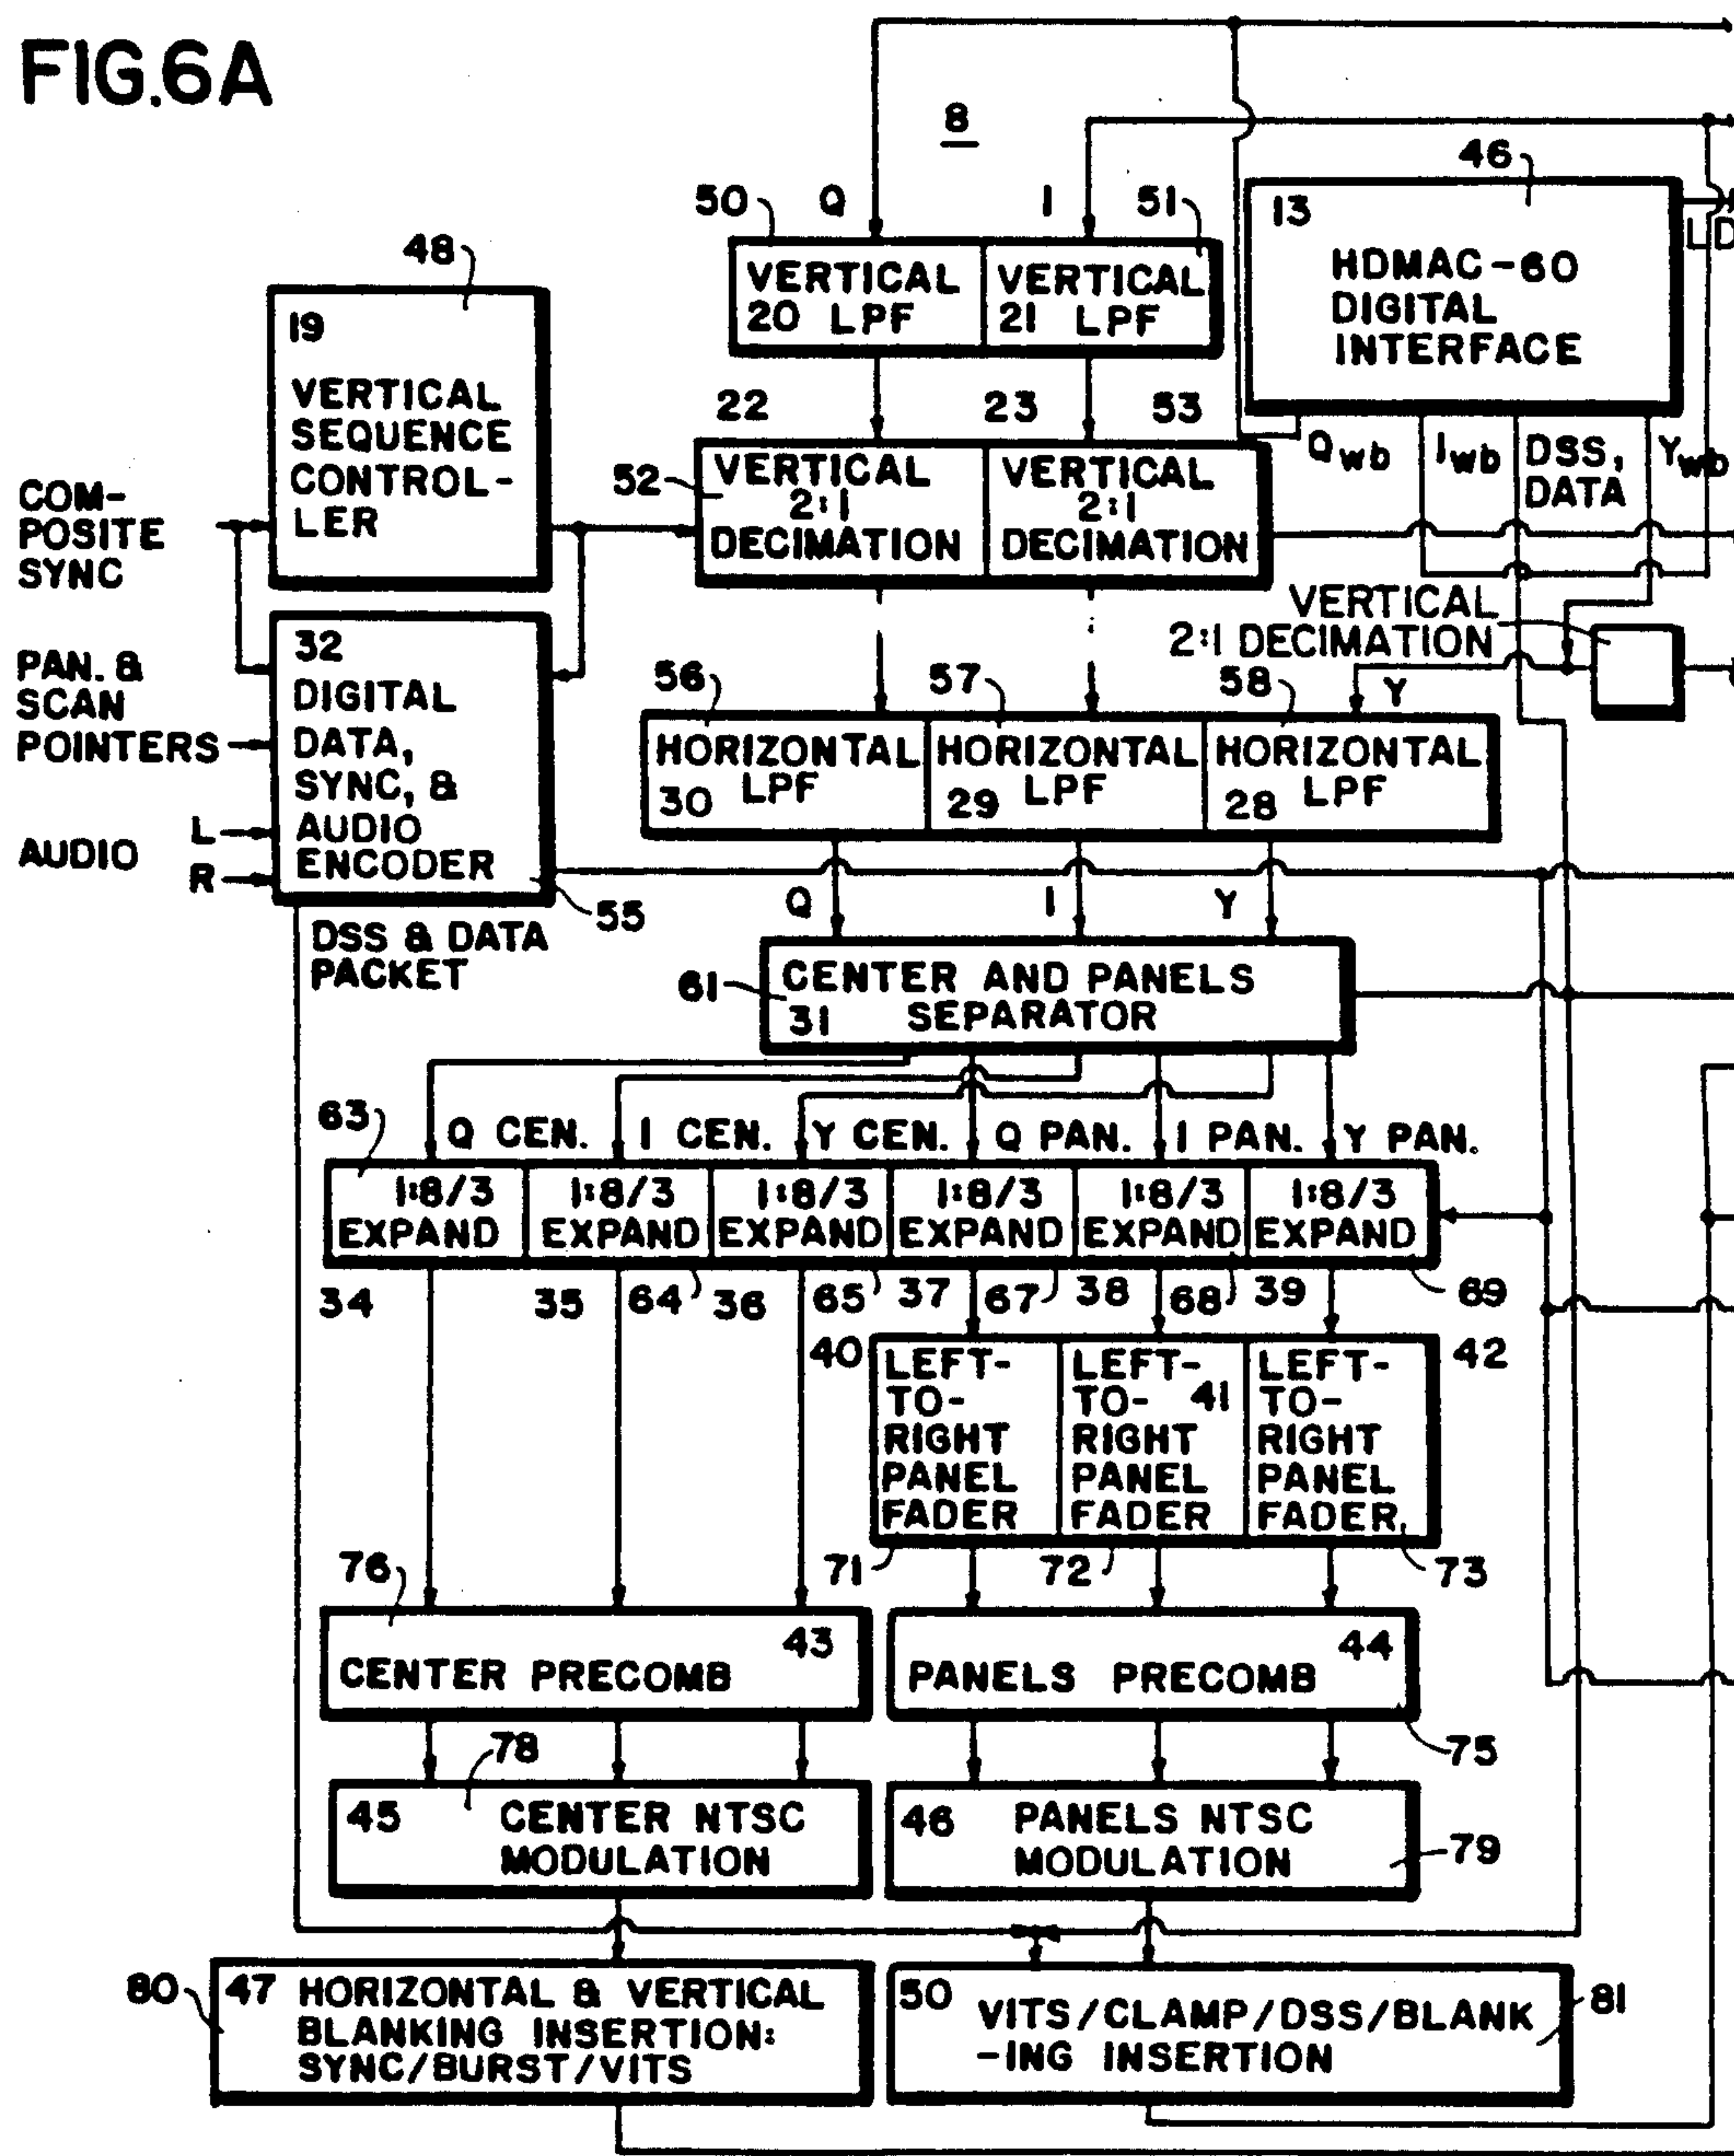 FIG.6A
8
46
50 Q I 51
13
HDMAC-60
DIGITAL
INTERFACE
LD
48
VERTICAL
20 LPF
VERTICAL
21 LPF
19
VERTICAL
SEQUENCE
CONTROL-
LER
22 23 53
Qwb Iwb DSS,
DATA
Ywb
52
VERTICAL
2:1
DECIMATION
VERTICAL
2:1
DECIMATION
COM-
POSITE
SYNC
VERTICAL
2:1 DECIMATION
32
DIGITAL
DATA,
SYNC, &
AUDIO
ENCODER
PAN. &
SCAN
POINTERS
AUDIO
L
R
55
DSS & DATA
PACKET
56 57 58 Y
HORIZONTAL
30 LPF
HORIZONTAL
29 LPF
HORIZONTAL
28 LPF
Q I Y
61
CENTER AND PANELS
31 SEPARATOR
63
Q CEN. I CEN. Y CEN. Q PAN. I PAN. Y PAN.
1:8/3
EXPAND
1:8/3
EXPAND
1:8/3
EXPAND
1:8/3
EXPAND
1:8/3
EXPAND
1:8/3
EXPAND
34 35 64 36 65 37 67 38 68 39 69
40
LEFT-
TO-
RIGHT
PANEL
FADER
LEFT-
TO- 41
RIGHT
PANEL
FADER
LEFT-
TO-
RIGHT
PANEL
FADER
42
71 72 73
76
43
CENTER PRECOMB
44
PANELS PRECOMB
78 75
45 CENTER NTSC
MODULATION
46 PANELS NTSC
MODULATION
79
80
47 HORIZONTAL & VERTICAL
BLANKING INSERTION:
SYNC/BURST/VITS
50
VITS/CLAMP/DSS/BLANK
-ING INSERTION
81